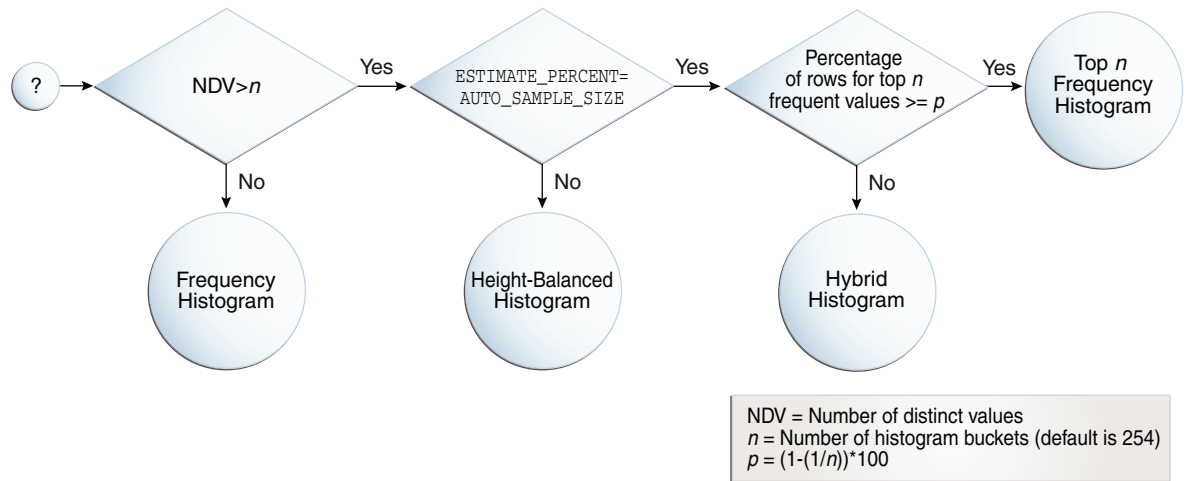 ?
NDV>n
Yes
ESTIMATE_PERCENT=
AUTO_SAMPLE_SIZE
Yes
Percentage
of rows for top n
frequent values >= p
Yes
Top n
Frequency
Histogram
No
No
No
Frequency
Histogram
Height-Balanced
Histogram
Hybrid
Histogram
NDV = Number of distinct values
n = Number of histogram buckets (default is 254)
p = (1-(1/n))*100